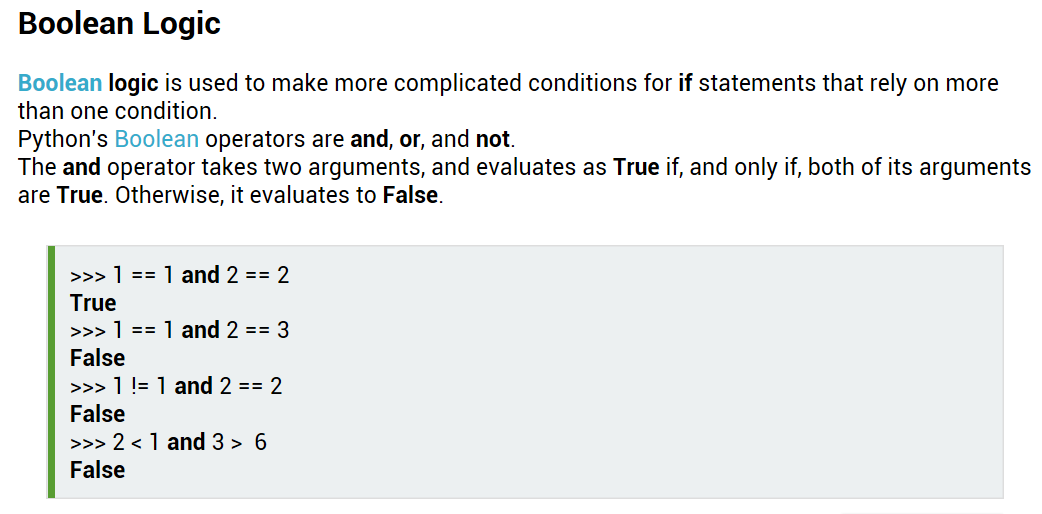 Boolean Logic
Boolean logic is used to make more complicated conditions for if statements that rely on more
than one condition.
Python's Boolean operators are and, or, and not.
The and operator takes two arguments, and evaluates as True if, and only if, both of its arguments
are True. Otherwise, it evaluates to False.
>>> 1 == 1 and 2 == 2
True
>>> 1 == 1 and 2 == 3
False
>>> 1 != 1 and 2 == 2
False
>>> 2 < 1 and 3 >  6
False